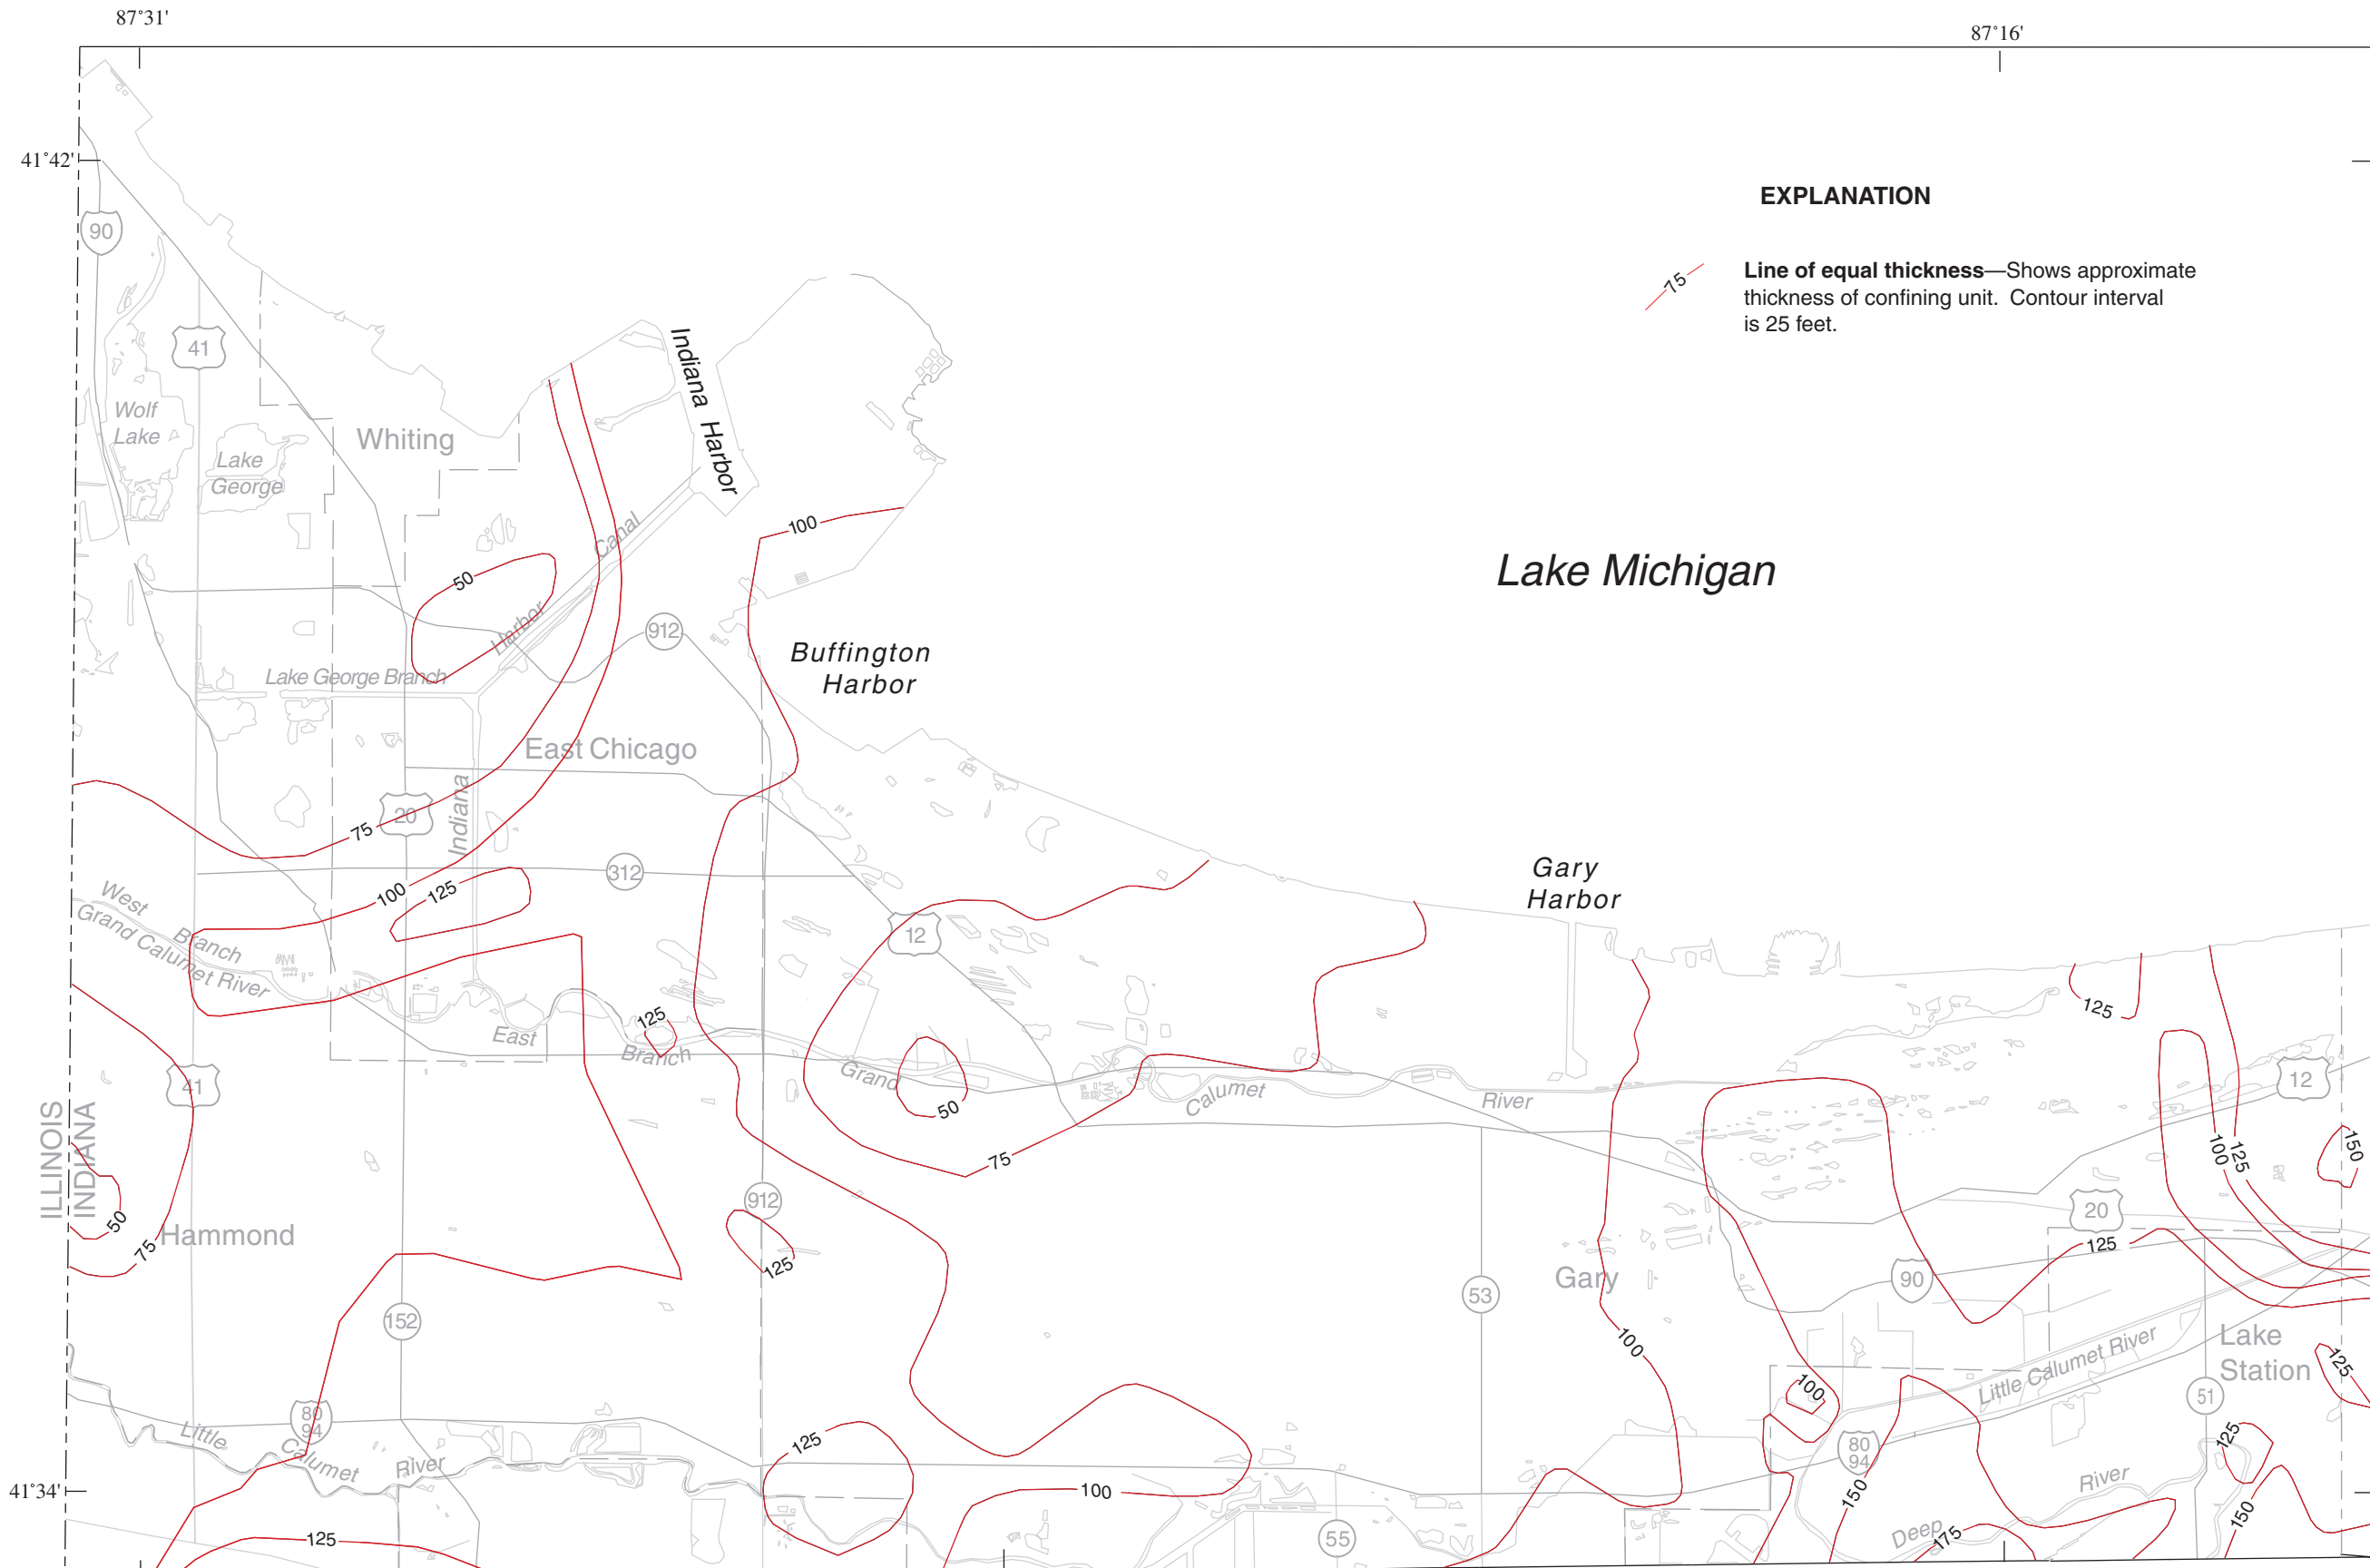 87°31'
87°16'
41°42'
EXPLANATION
75
Line of equal thickness—Shows approximate
thickness of confining unit. Contour interval
is 25 feet.
90
41
Wolf
Lake
Lake
George
Whiting
Indiana Harbor
100
Canal
Lake Michigan
50
Harbor
912
Buffington
Harbor
Lake George Branch
East Chicago
20
75
Indiana
312
100
125
Gary
Harbor
West
Branch
Grand Calumet River
12
125
125
East
Branch
41
Grand
50
Calumet
River
12
ILLINOIS
INDIANA
75
100
125
150
50
75
Hammond
912
125
20
125
Gary
90
53
152
100
Lake
Station
125
Little Calumet River
100
51
80
94
Little
Calumet
River
125
80
94
125
41°34'
100
150
River
150
125
55
Deep
175